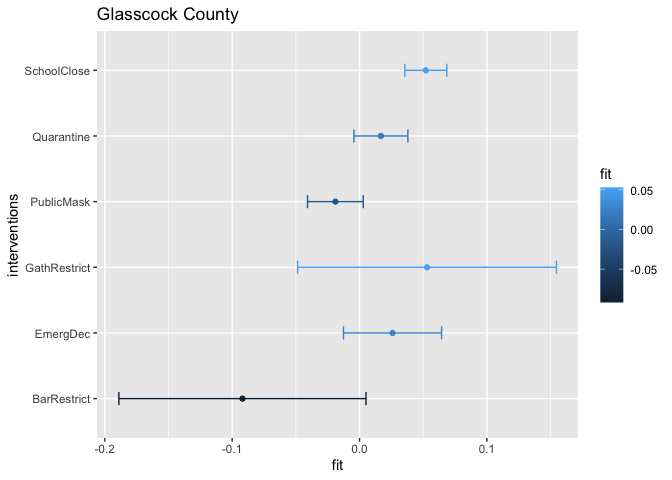 Glasscock County
SchoolClose
Quarantine
PublicMask
GathRestrict
EmergDec
BarRestrict
interventions
-0.2
-0.1
0.0
0.1
fit
fit
0.05
0.00
-0.05